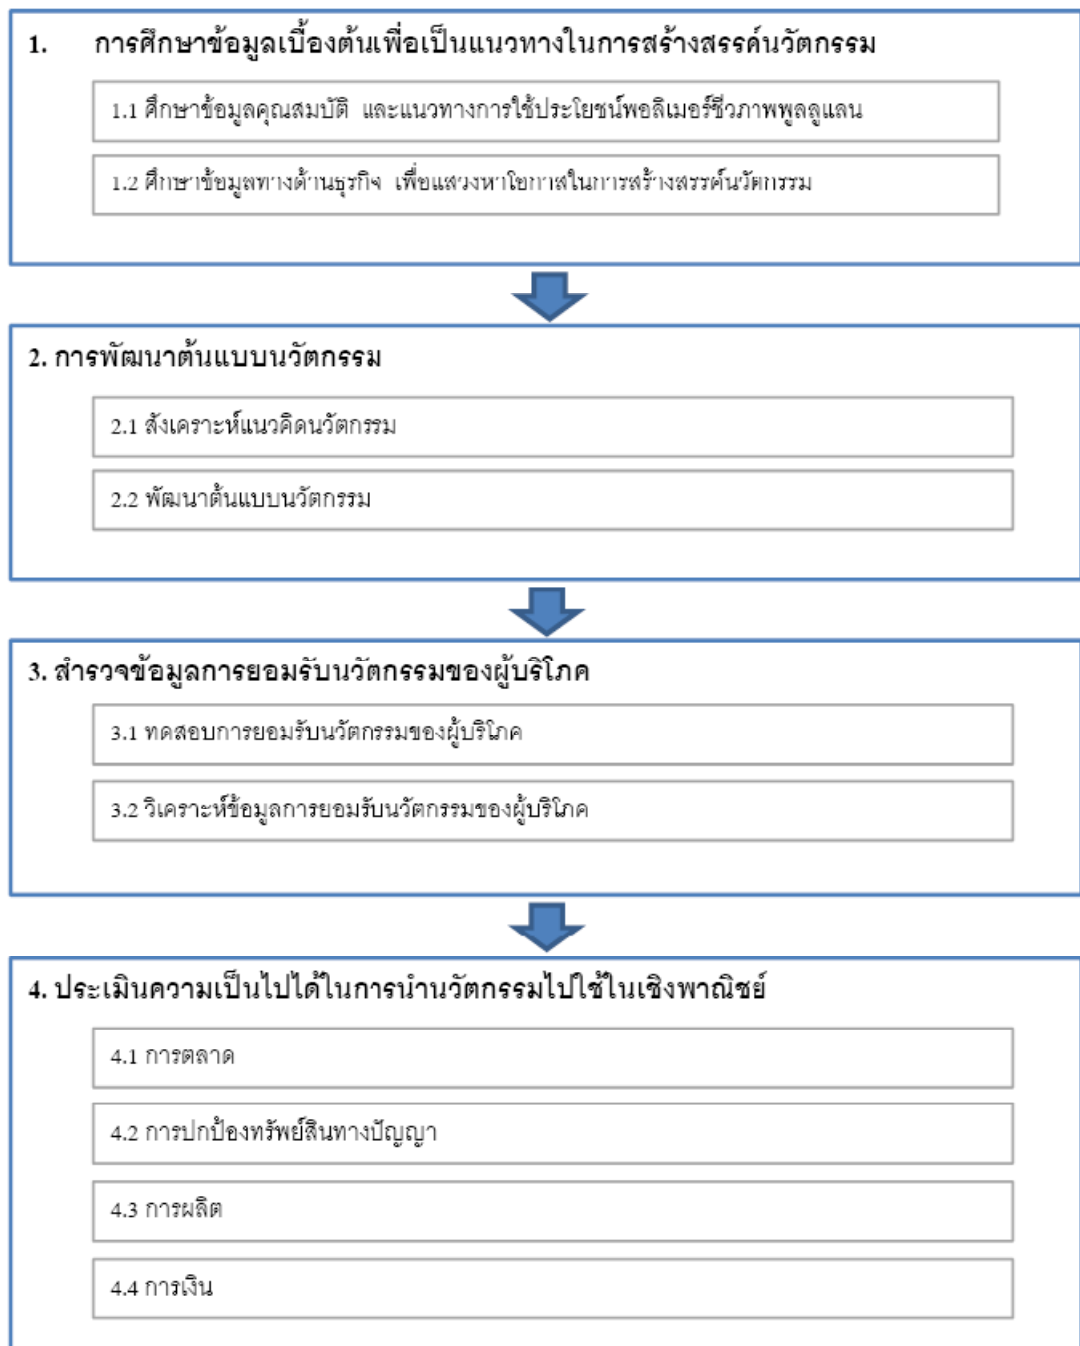 1. การศึกษาข้อมูลเบื้องต้นเพื่อเป็นแนวทางในการสร้างสรรค์นวัตกรรม
1.1 ศึกษาข้อมูลคุณสมบัติ และแนวทางการใช้ประโยชน์พอลิเมอร์ชีวภาพพูลลูแลน
1.2 ศึกษาข้อมูลทางด้านธุรกิจ เพื่อแสวงหาโอกาสในการสร้างสรรค์นวัตกรรม
2. การพัฒนาต้นแบบนวัตกรรม
2.1 สังเคราะห์แนวคิดนวัตกรรม
2.2 พัฒนาต้นแบบนวัตกรรม
3. สำรวจข้อมูลการยอมรับนวัตกรรมของผู้บริโภค
3.1 ทดสอบการยอมรับนวัตกรรมของผู้บริโภค
3.2 วิเคราะห์ข้อมูลการยอมรับนวัตกรรมของผู้บริโภค
4. ประเมินความเป็นไปได้ในการนำนวัตกรรมไปใช้ในเชิงพาณิชย์
4.1 การตลาด
4.2 การปกป้องทรัพย์สินทางปัญญา
4.3 การผลิต
4.4 การเงิน